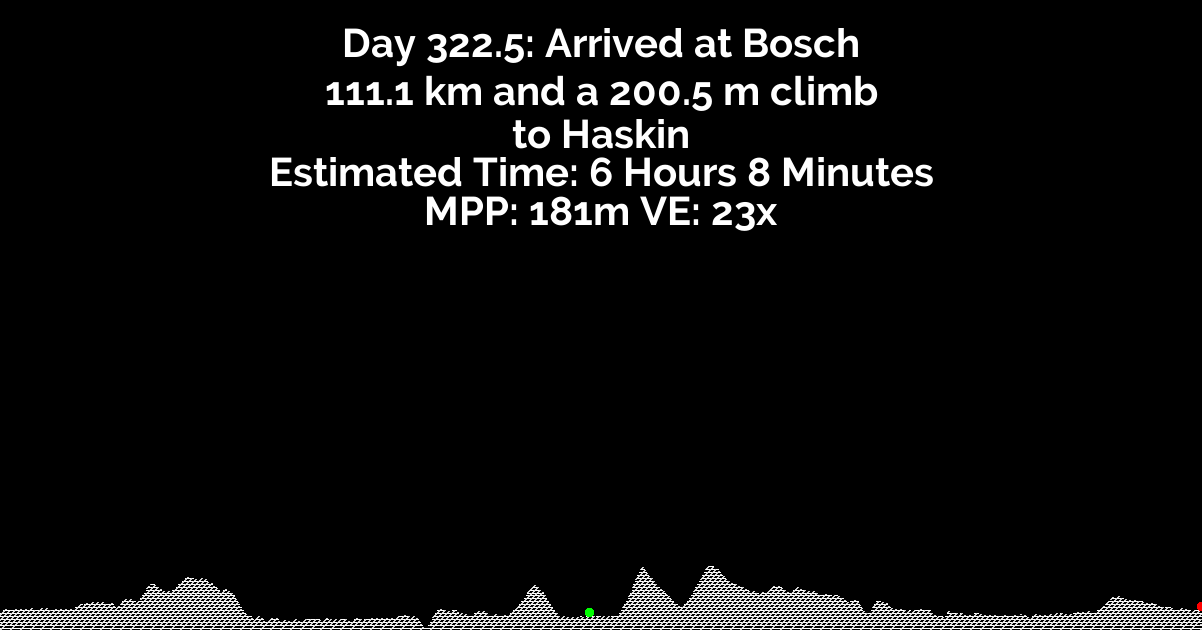 Day 322.5: Arrived at Bosch
111.1 km and a 200.5 m climb
to Haskin
Estimated Time: 6 Hours 8 Minutes
MPP: 181m VE: 23x